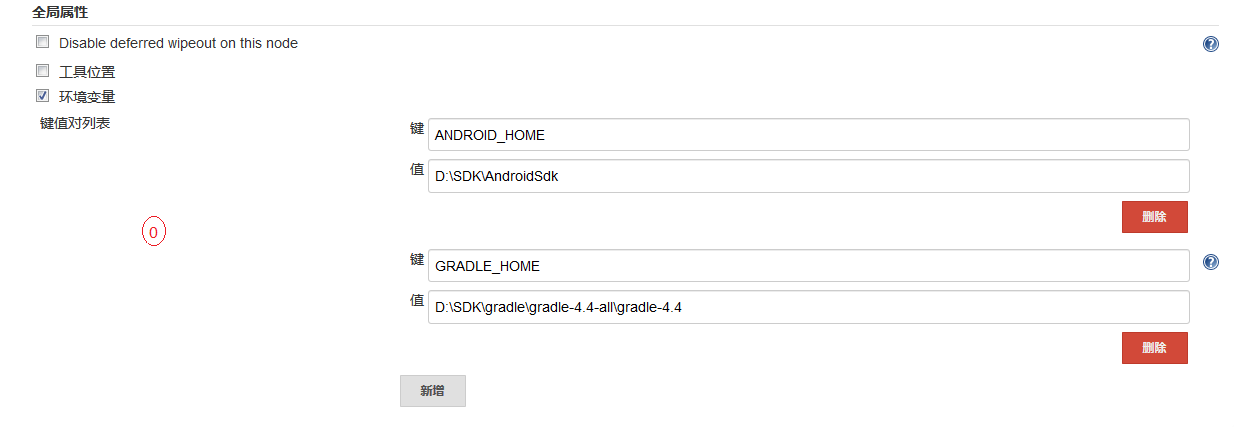 全局属性
Disable deferred wipeout on this node
?
工具位置
环境变量
键值对列表
键 ANDROID_HOME
值 D:\SDK\AndroidSdk
删除
0
键 GRADLE_HOME
?
值 D:\SDK\gradle\gradle-4.4-all\gradle-4.4
删除
新增